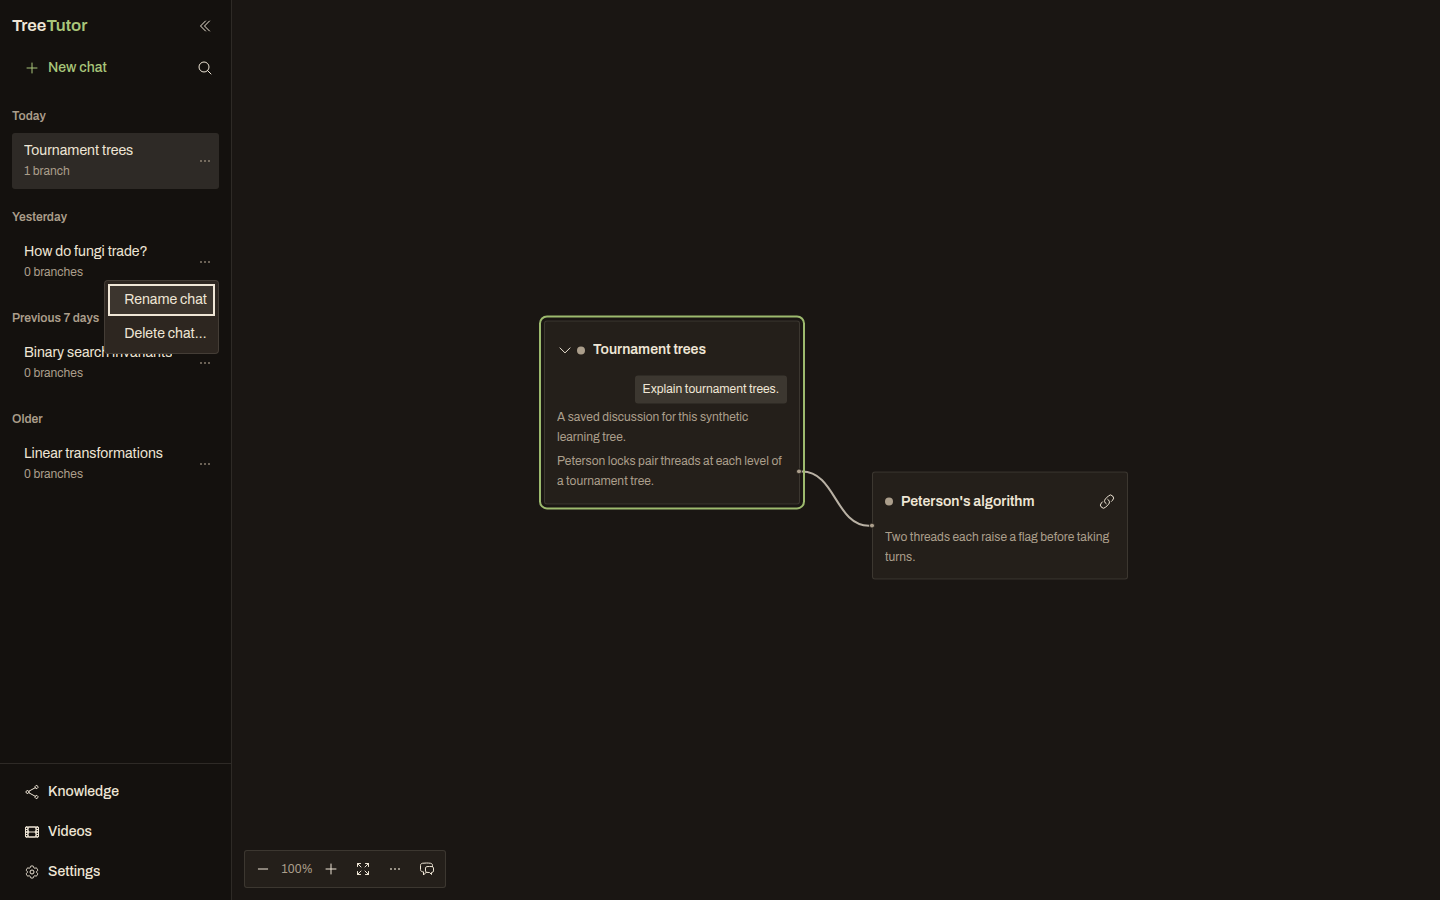 TreeTutor
New chat
Today
Tournament trees
1 branch
Yesterday
How do fungi trade?
0 branches
Rename chat
Delete chat...
Previous 7 days
Binary search invariants
0 branches
Older
Linear transformations
0 branches
Knowledge
Videos
Settings
Tournament trees
Explain tournament trees.
A saved discussion for this synthetic
learning tree.
Peterson locks pair threads at each level of
a tournament tree.
Peterson's algorithm
Two threads each raise a flag before taking
turns.
100%